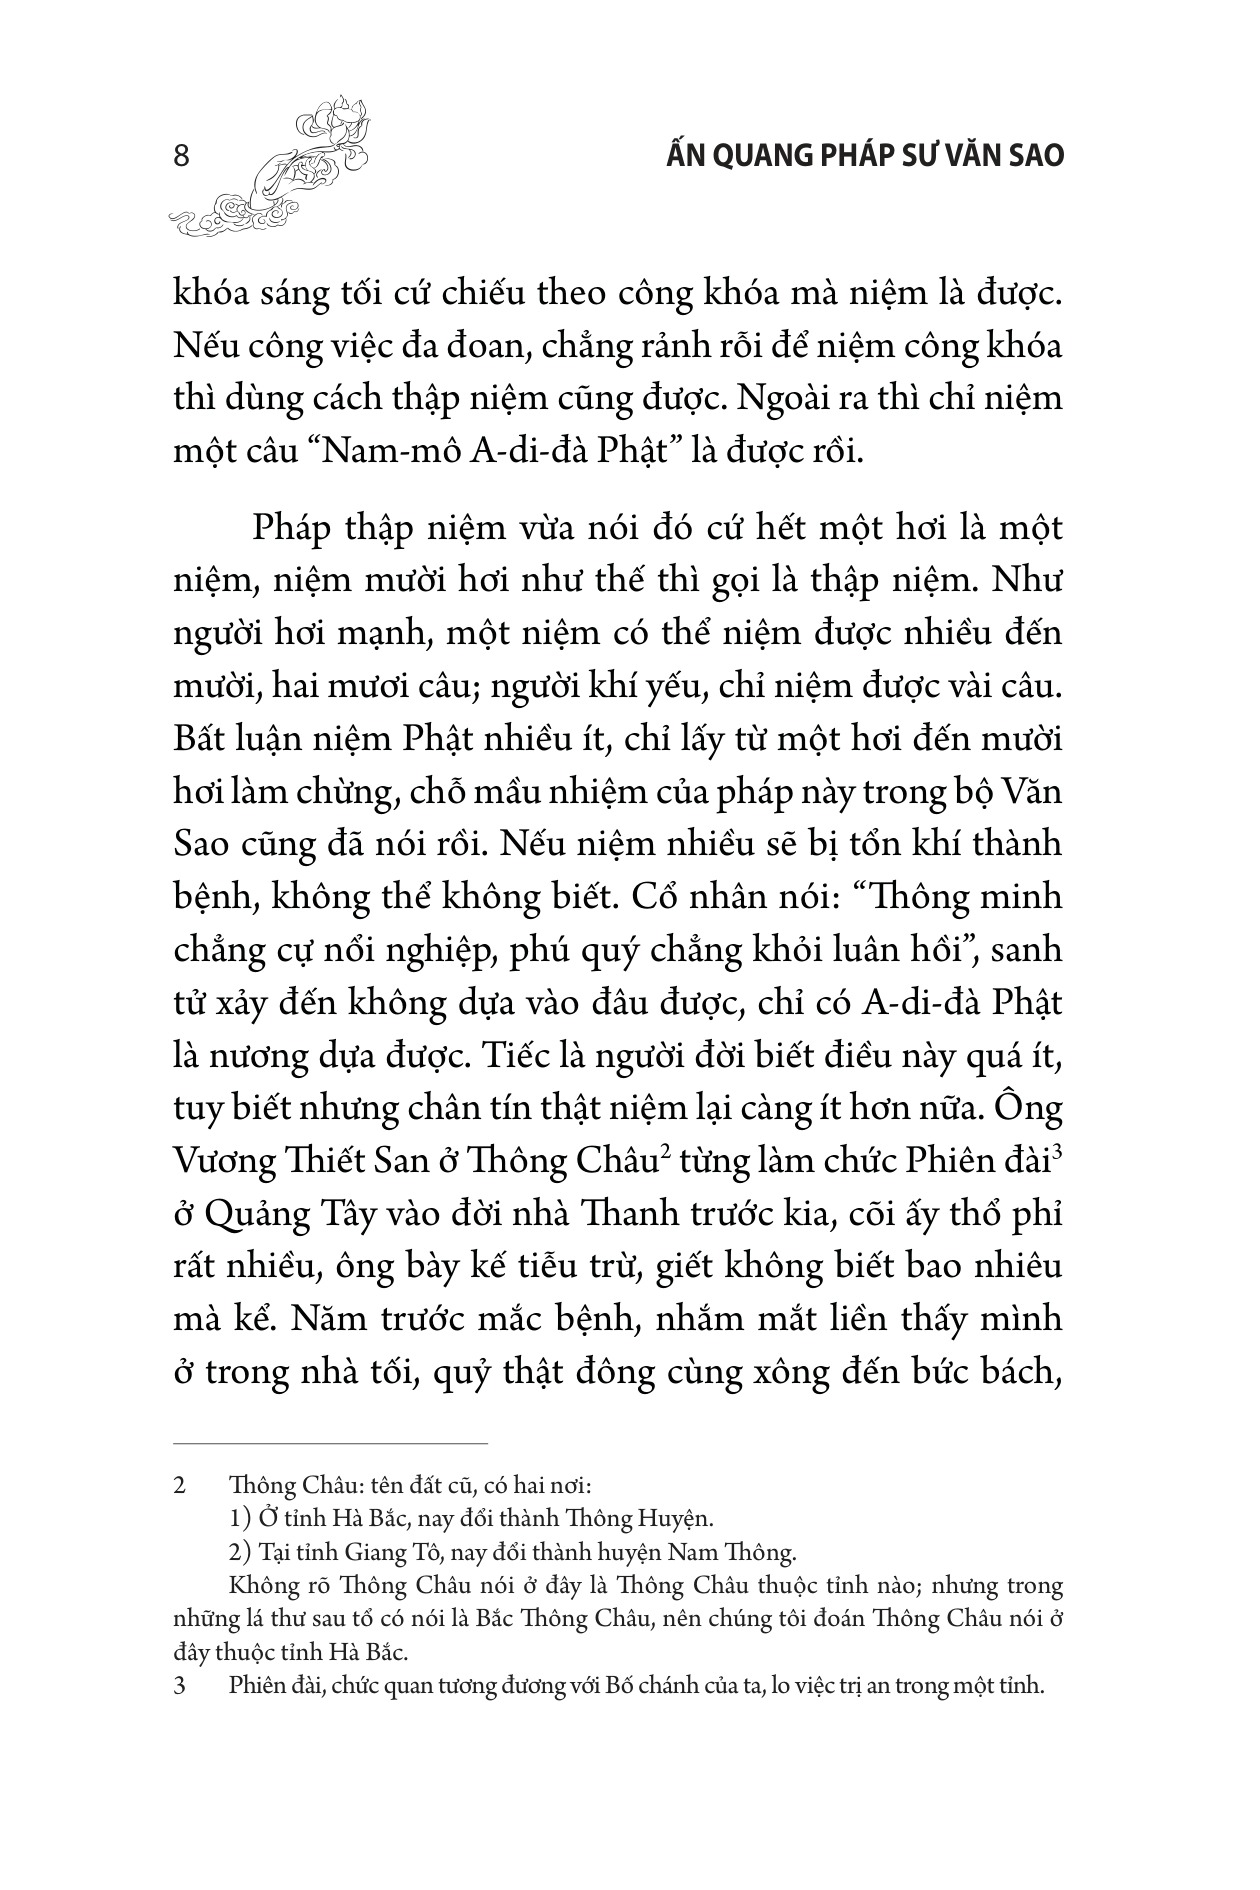 8
ẤN QUANG PHÁP SƯ VĂN SAO
khóa sáng tối cứ chiếu theo công khóa mà niệm là được.
Nếu công việc đa đoan, chẳng rảnh rỗi để niệm công khóa
thì dùng cách thập niệm cũng được. Ngoài ra thì chỉ niệm
một câu “Nam-mô A-di-đà Phật” là được rồi.
Pháp thập niệm vừa nói đó cứ hết một hơi là một
niệm, niệm mười hơi như thế thì gọi là thập niệm. Như
người hơi mạnh, một niệm có thể niệm được nhiều đến
mười, hai mươi câu; người khí yếu, chỉ niệm được vài câu.
Bất luận niệm Phật nhiều ít, chỉ lấy từ một hơi đến mười
hơi làm chừng, chỗ mầu nhiệm của pháp này trong bộ Văn
Sao cũng đã nói rồi. Nếu niệm nhiều sẽ bị tổn khí thành
bệnh, không thể không biết. Cổ nhân nói: “Thông minh
chẳng cự nổi nghiệp, phú quý chẳng khỏi luân hồi”, sanh
tử xảy đến không dựa vào đâu được, chỉ có A-di-đà Phật
là nương dựa được. Tiếc là người đời biết điều này quá ít,
tuy biết nhưng chân tín thật niệm lại càng ít hơn nữa. Ông
Vương Thiết San ở Thông Châu² từng làm chức Phiên đài³
ở Quảng Tây vào đời nhà Thanh trước kia, cõi ấy thổ phỉ
rất nhiều, ông bày kế tiễu trừ, giết không biết bao nhiêu
mà kể. Năm trước mắc bệnh, nhắm mắt liền thấy mình
ở trong nhà tối, quỷ thật đông cùng xông đến bức bách,
2 Thông Châu: tên đất cũ, có hai nơi:
1) Ở tỉnh Hà Bắc, nay đổi thành Thông Huyện.
2) Tại tỉnh Giang Tô, nay đổi thành huyện Nam Thông.
Không rõ Thông Châu nói ở đây là Thông Châu thuộc tỉnh nào; nhưng trong
những lá thư sau tổ có nói là Bắc Thông Châu, nên chúng tôi đoán Thông Châu nói ở
đây thuộc tỉnh Hà Bắc.
3 Phiên đài, chức quan tương đương với Bố chánh của ta, lo việc trị an trong một tỉnh.